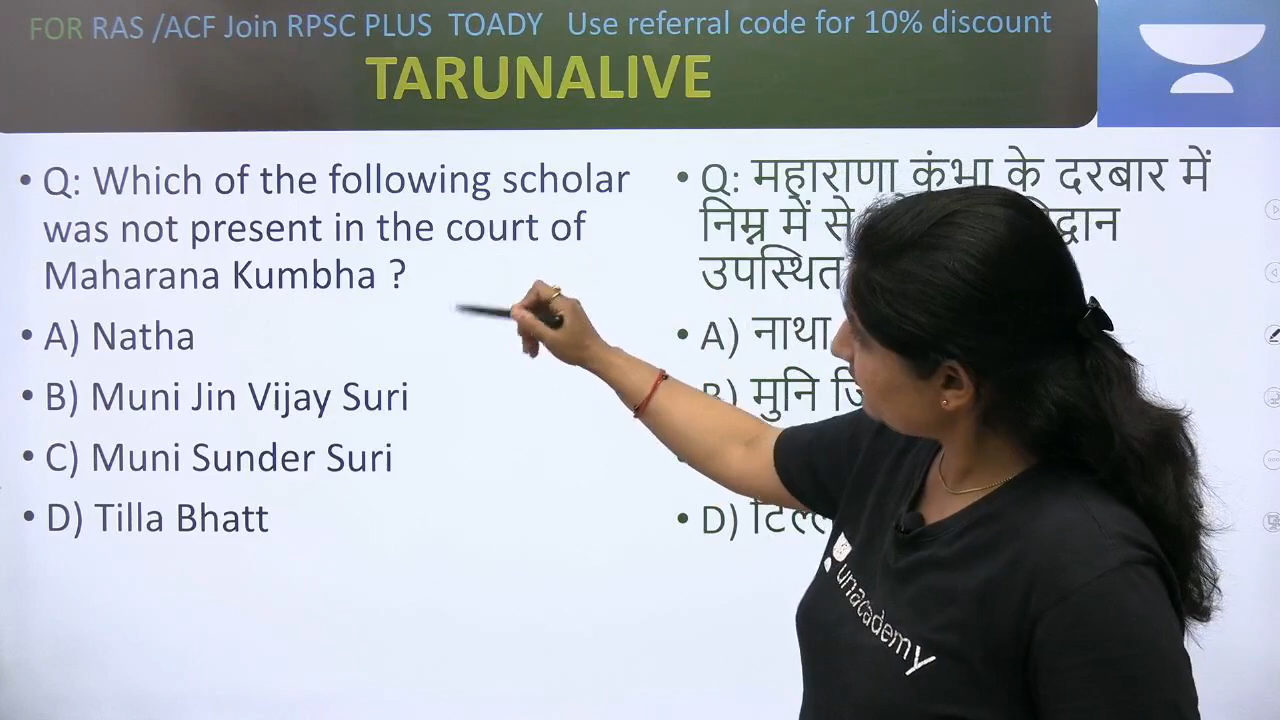 FOR RAS /ACF Join RPSC PLUS TOADY Use referral code for 10% discount
TARUNALIVE
• Q: Which of the following scholar
was not present in the court of
Maharana Kumbha ?
• A) Natha
• B) Muni Jin Vijay Suri
• C) Muni Sunder Suri
• D) Tilla Bhatt
• Q: महाराणा कुंभा के दरबार में
निम्न में से
उपस्थित
• A) नाथा
B) मुनि
• D)
unacademy